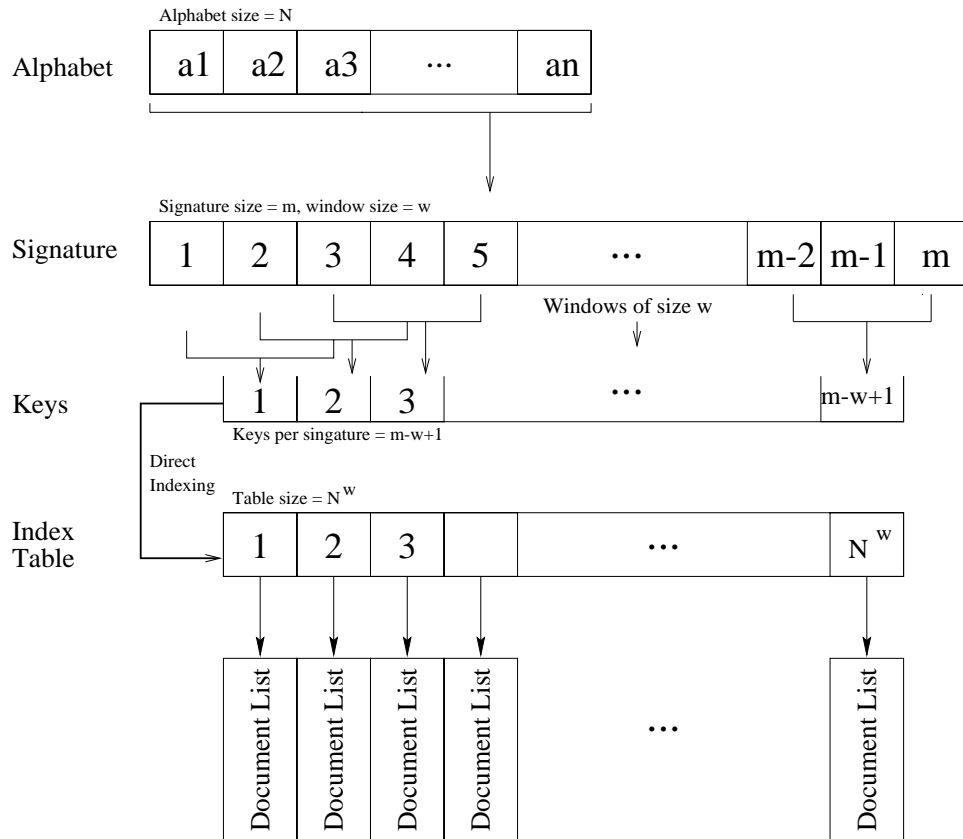 Alphabet size = N
Alphabet
a1 a2 a3 ... an
Signature size = m, window size = w
Signature
1 2 3 4 5 ... m-2 m-1 m
Windows of size w
Keys
1 2 3 ... m-w+1
Keys per singature = m-w+1
Direct
Indexing
Table size = N^w
Index
Table
1 2 3 ... N^w
Document List
Document List
Document List
Document List
...
Document List